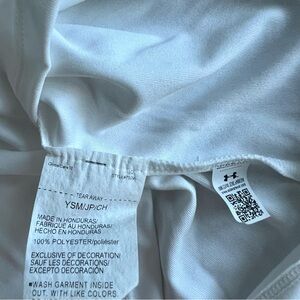 TEAR AWAY
YSM/JP/CH
MADE IN HONDURAS/
FABRIQUÉ AU HONDURAS/
HECHO EN HONDURAS
100% POLYESTER/poliéster
EXCLUSIVE OF DECORATION/
SAUF LES DÉCORATIONS/
EXCEPTO DECORACIÓN
■WASH GARMENT INSIDE
OUT, WITH LIKE COLORS.